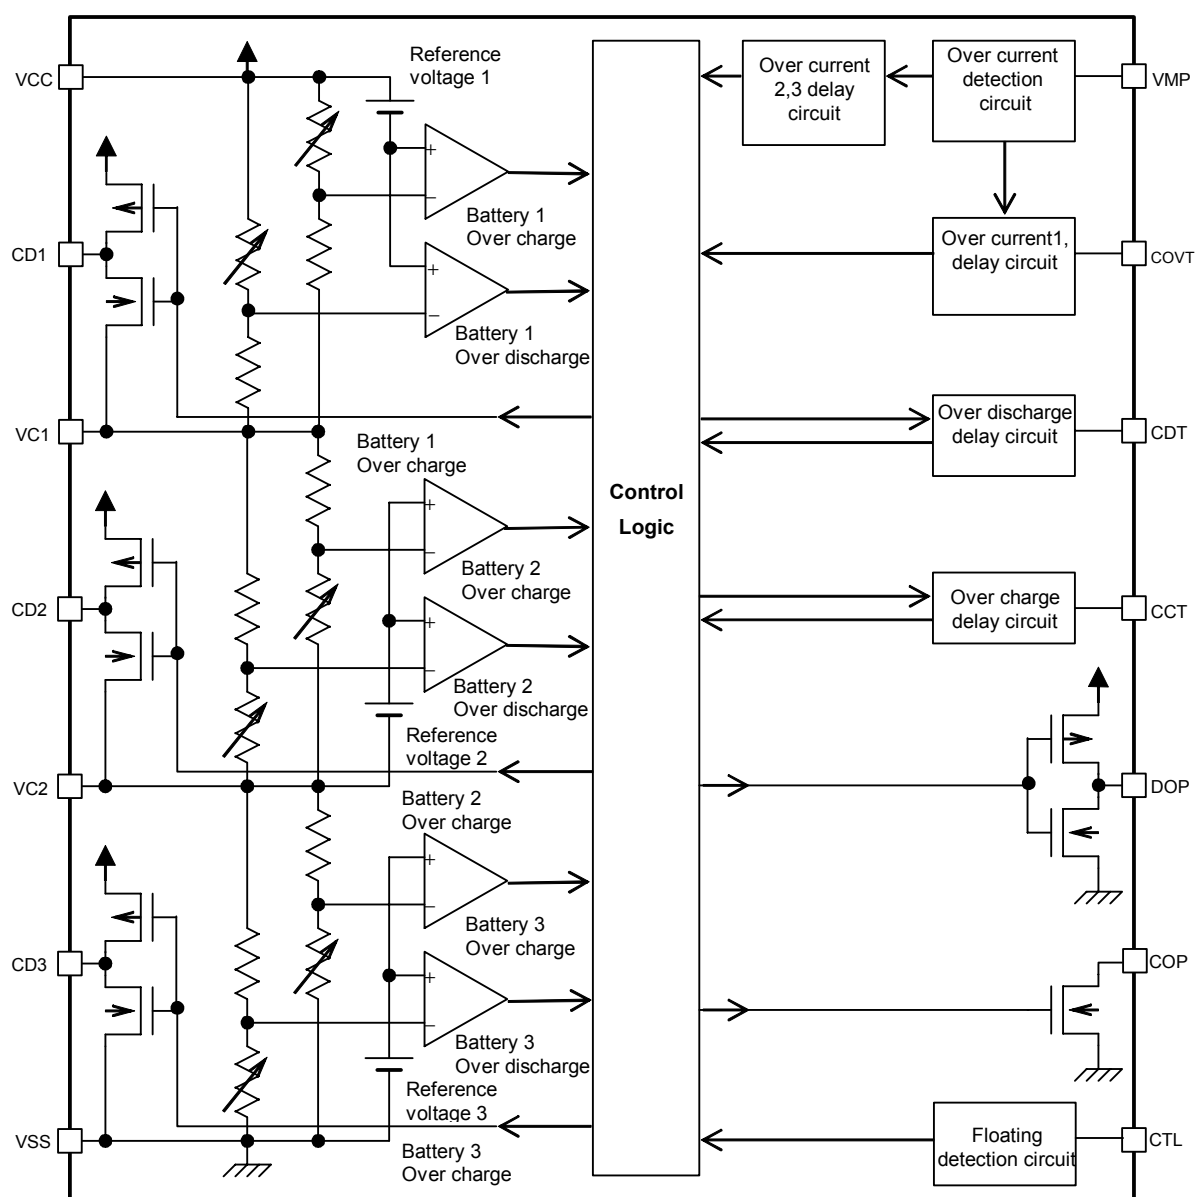 Reference
voltage 1
VCC
Over current
2,3 delay
circuit
Over current
detection
circuit
VMP
+
−
Battery 1
Over charge
CD1
+
−
Battery 1
Over discharge
Over current1,
delay circuit
COVT
VC1
Battery 1
Over charge
Over discharge
delay circuit
CDT
Control
Logic
+
−
Battery 2
Over charge
CD2
+
−
Battery 2
Over discharge
Over charge
delay circuit
CCT
Reference
voltage 2
VC2
Battery 2
Over charge
DOP
+
−
Battery 3
Over charge
CD3
+
−
Battery 3
Over discharge
COP
Reference
voltage 3
VSS
Battery 3
Over charge
Floating
detection circuit
CTL